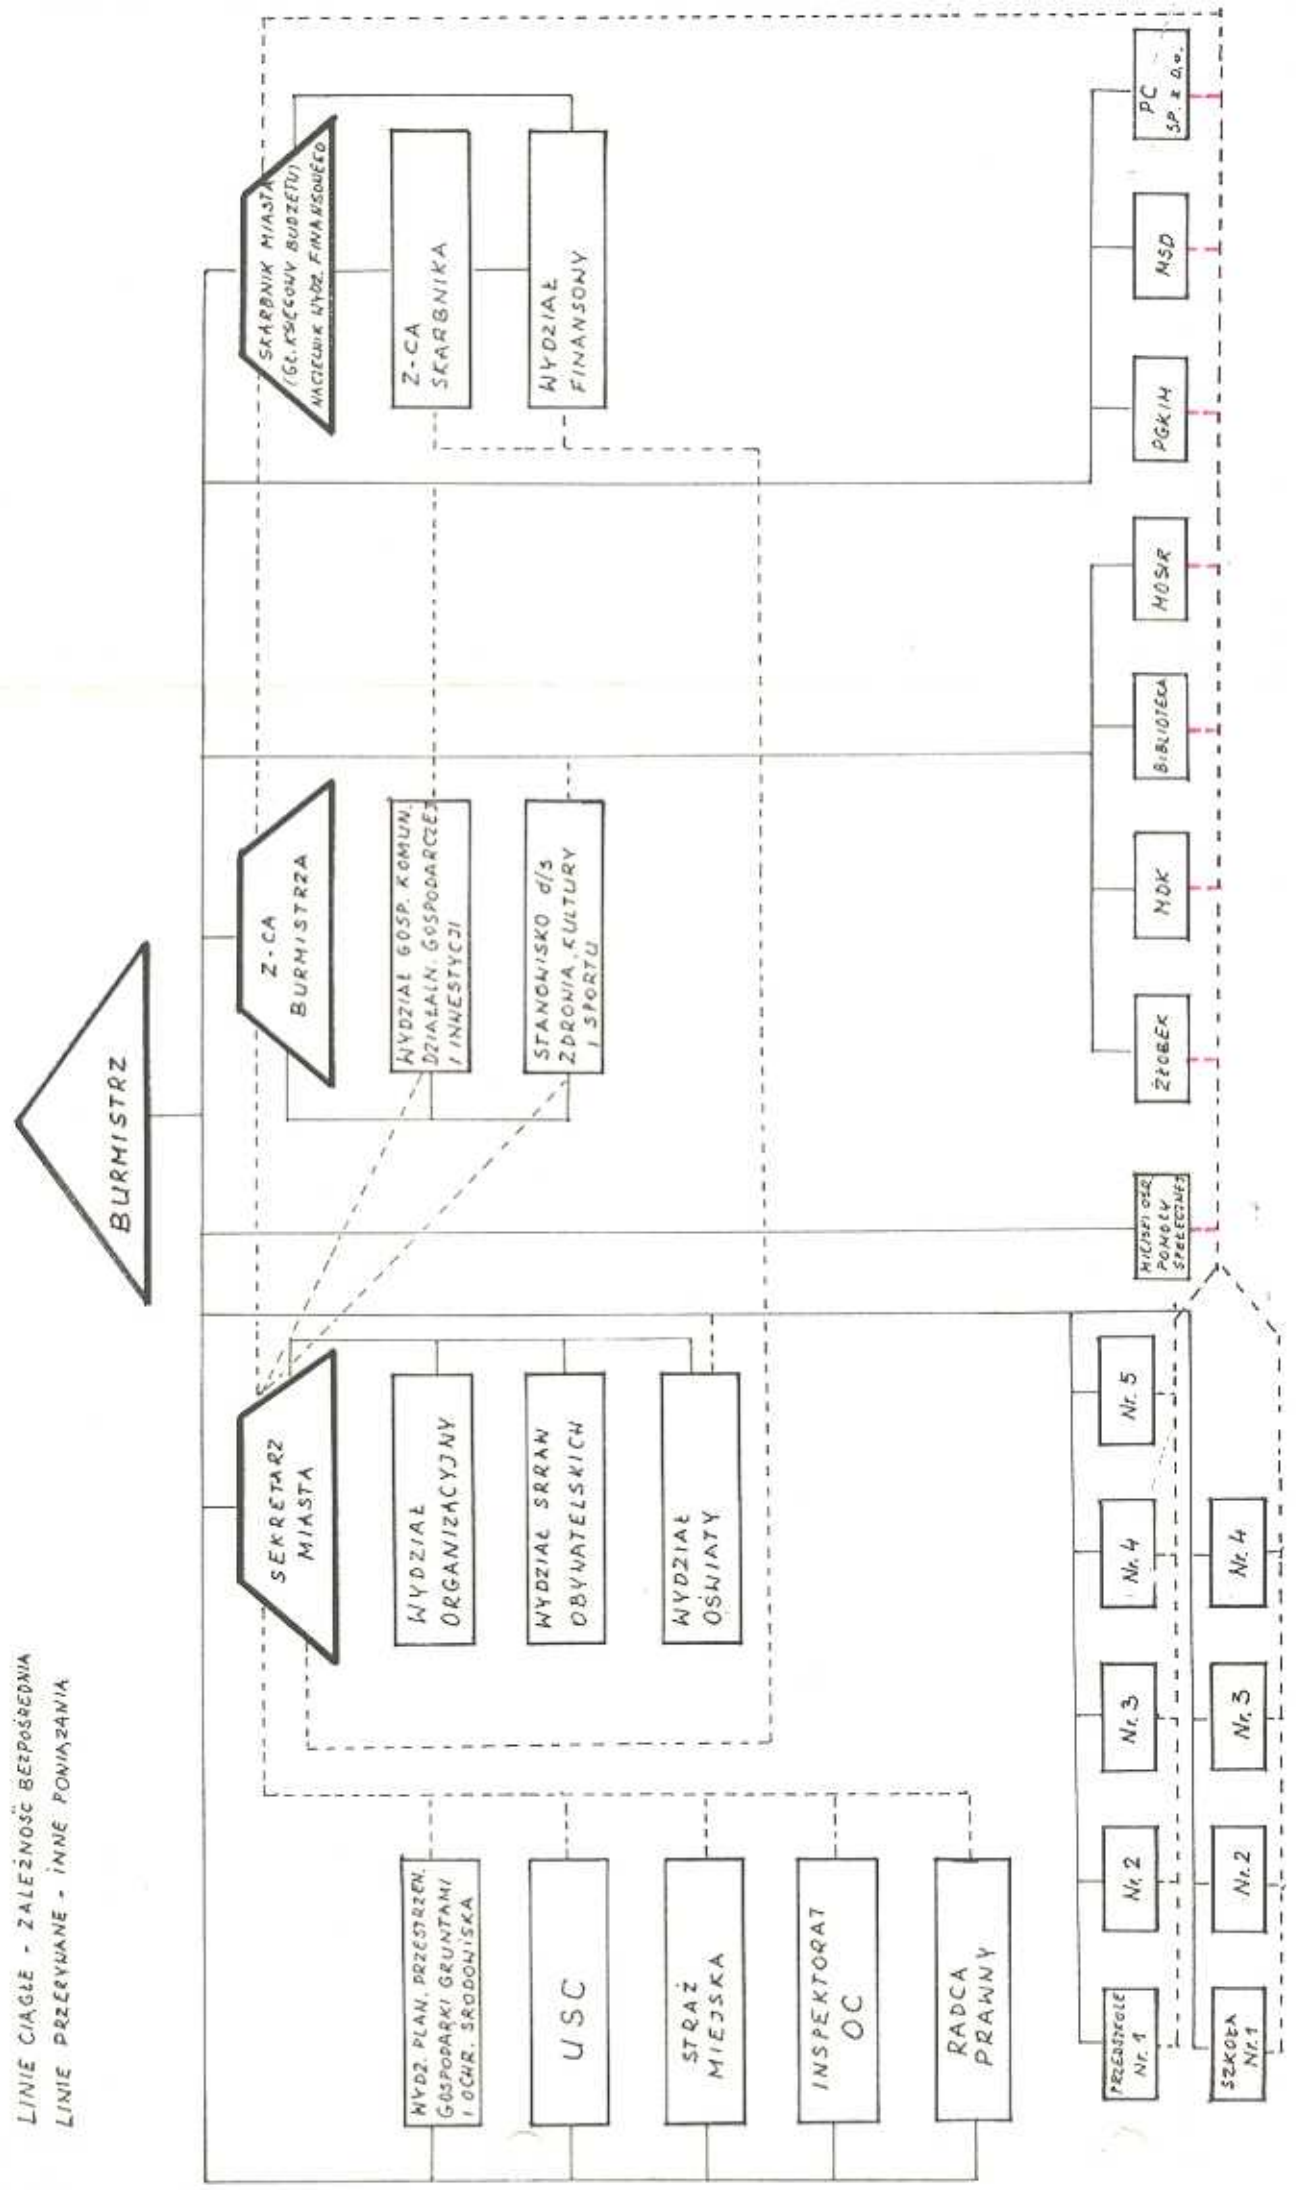 LINIE CIĄGŁE - ZALEŻNOŚĆ BEZPOŚREDNIA
LINIE PRZERYWANE - INNE POWIĄZANIA
BURMISTRZ
SEKRETARZ
MIASTA
Z-CA
BURMISTRZA
SKARBNIK MIASTA
(GŁ. KSIĘGOWY BUDŻETU)
NACZELNIK WYDZ. FINANSOWEGO
WYDZ. PLAN. PRZESTRZEN.
GOSPODARKI GRUNTAMI
I OCHR. ŚRODOWISKA
USC
STRAŻ
MIEJSKA
INSPEKTORAT
OC
RADCA
PRAWNY
WYDZIAŁ
ORGANIZACYJNY
WYDZIAŁ SRRAW
OBYWATELSKICH
WYDZIAŁ
OŚWIATY
WYDZIAŁ GOSP. KOMUN.
DZIAŁALN. GOSPODARCZEJ
I INWESTYCJI
STANOWISKO d/s
ZDROWIA, KULTURY
I SPORTU
Z-CA
SKARBNIKA
WYDZIAŁ
FINANSOWY
PRZEDSZKOLE
Nr. 1
Nr. 2
Nr. 3
Nr. 4
Nr. 5
SZKOŁA
Nr. 1
Nr. 2
Nr. 3
Nr. 4
MIEJSKI OŚR.
POMOCY
SPOŁECZNEJ
ŻŁOBEK
MDK
BIBLIOTEKA
MOSIR
PGKIM
MSD
PC
SP. z o.o.